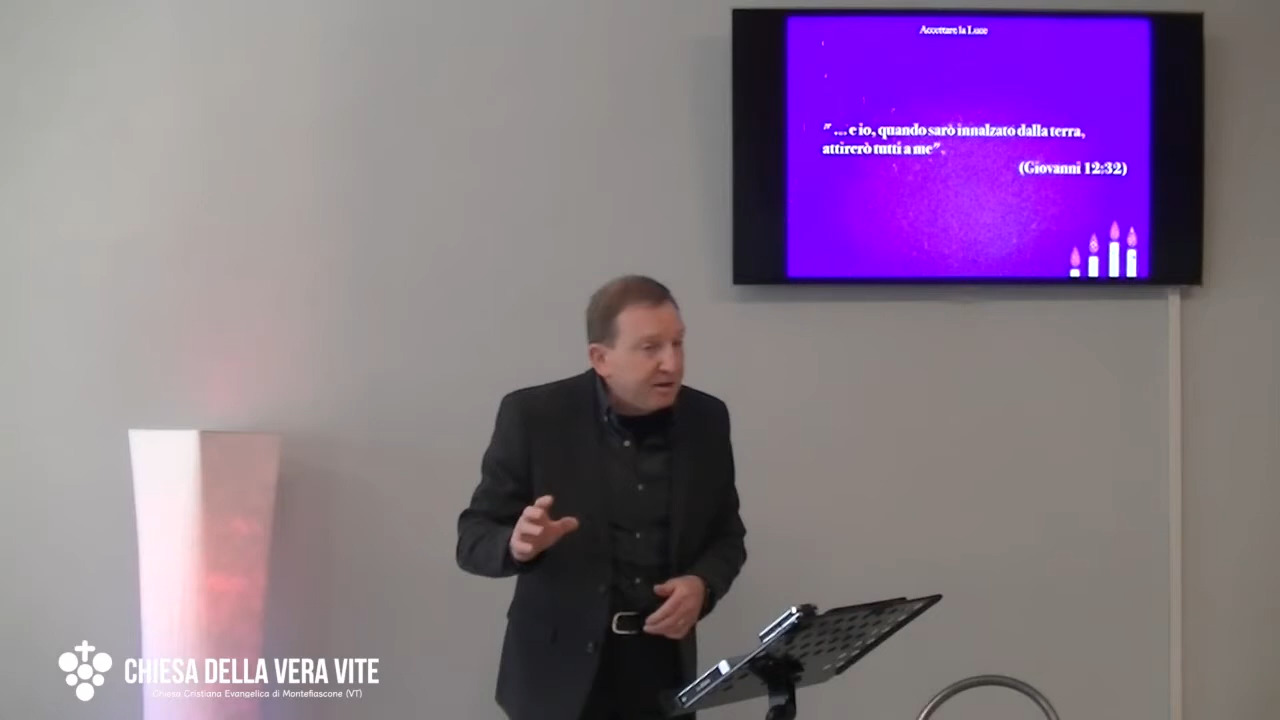 Accettare la Luce
" ... e io, quando sarò innalzato dalla terra,
attirerò tutti a me".
(Giovanni 12:32)
CHIESA DELLA VERA VITE
Chiesa Cristiana Evangelica di Montefiascone (VT)